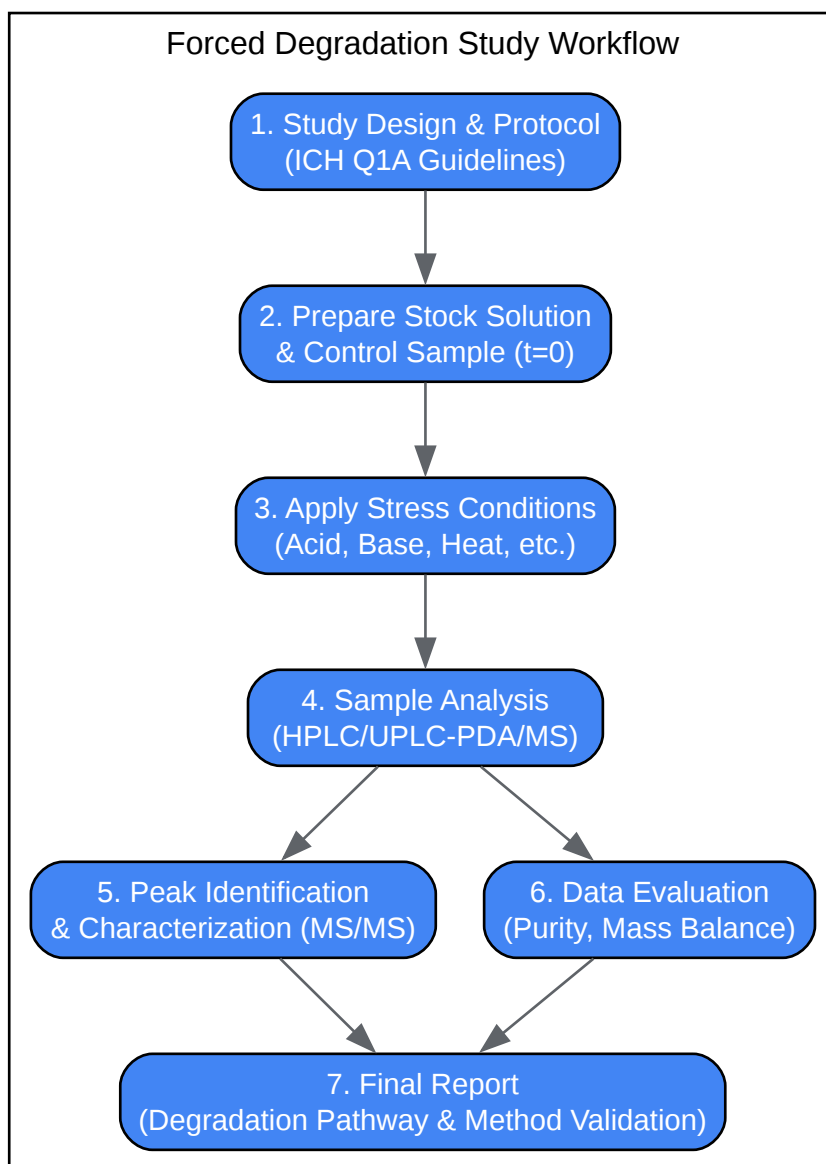 Forced Degradation Study Workflow
1. Study Design & Protocol
(ICH Q1A Guidelines)
2. Prepare Stock Solution
& Control Sample (t=0)
3. Apply Stress Conditions
(Acid, Base, Heat, etc.)
4. Sample Analysis
(HPLC/UPLC-PDA/MS)
5. Peak Identification
& Characterization (MS/MS)
6. Data Evaluation
(Purity, Mass Balance)
7. Final Report
(Degradation Pathway & Method Validation)